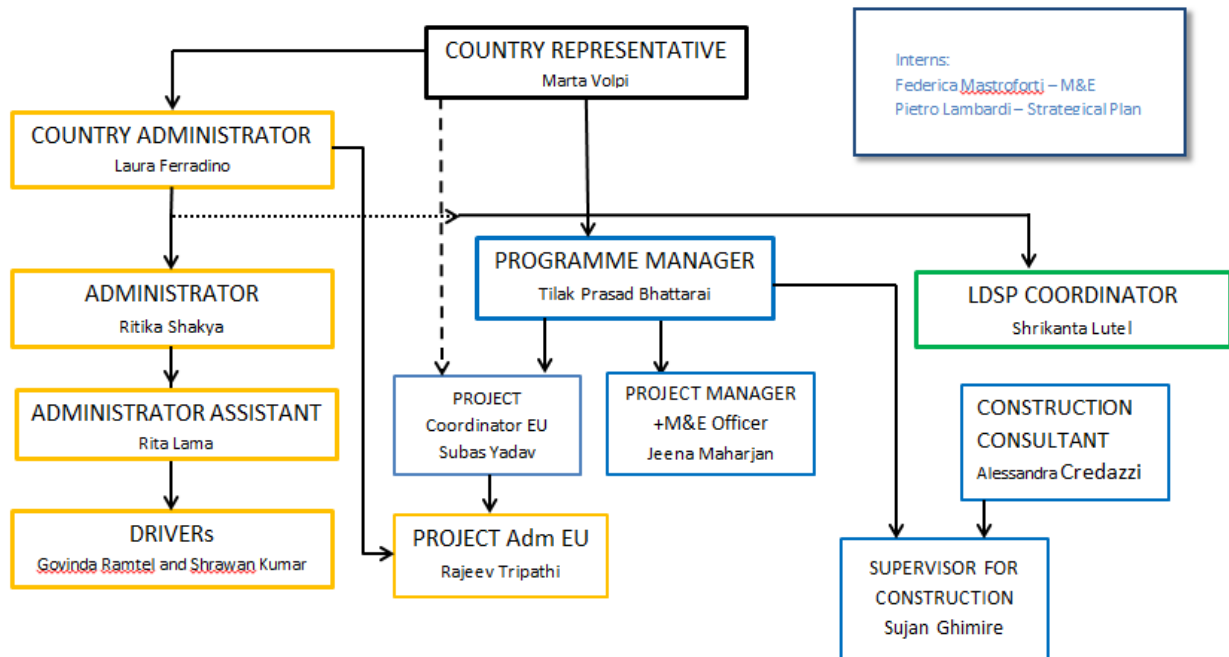 COUNTRY REPRESENTATIVE
Marta Volpi
Interns:
Federica Mastroforti – M&E
Pietro Lambardi – Strategical Plan
COUNTRY ADMINISTRATOR
Laura Ferradino
PROGRAMME MANAGER
Tilak Prasad Bhattarai
ADMINISTRATOR
Ritika Shakya
LDSP COORDINATOR
Shrikanta Lutel
PROJECT
Coordinator EU
Subas Yadav
PROJECT MANAGER
+M&E Officer
Jeena Maharjan
CONSTRUCTION
CONSULTANT
Alessandra Credazzi
ADMINISTRATOR ASSISTANT
Rita Lama
DRIVERs
Govinda Ramtel and Shrawan Kumar
PROJECT Adm EU
Rajeev Tripathi
SUPERVISOR FOR
CONSTRUCTION
Sujan Ghimire